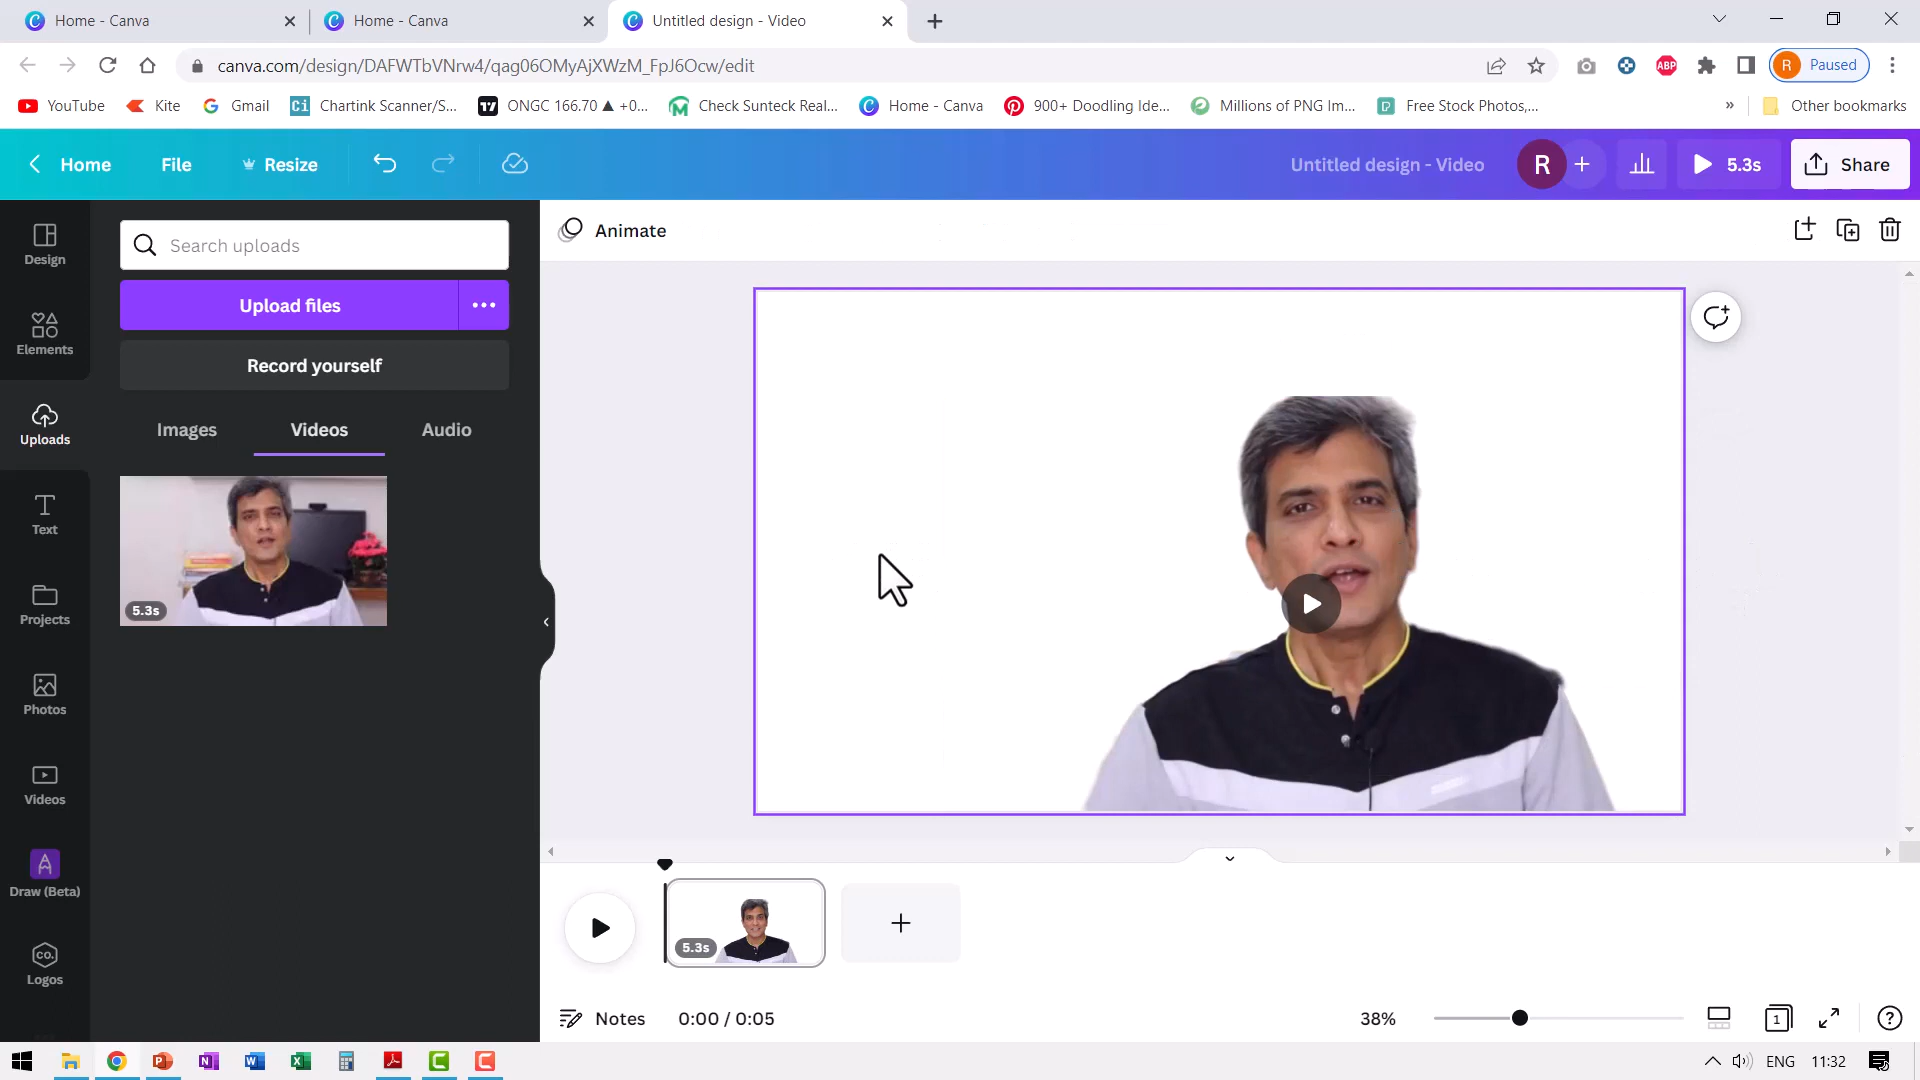 Home - Canva
Home - Canva
Untitled design - Video
canva.com/design/DAFWTbVNrw4/qag06OMyAjXWzM_FpJ6Ocw/edit
ABP
R Paused
YouTube
Kite
Gmail
Ci Chartink Scanner/S...
ONGC 166.70 ▲ +0...
Check Sunteck Real...
Home - Canva
900+ Doodling Ide...
Millions of PNG Im...
Free Stock Photos,...
»
Other bookmarks
Home
File
Resize
Untitled design - Video
R
5.3s
Share
Design
Elements
Uploads
Text
Projects
Photos
Videos
Draw (Beta)
co.
Logos
Search uploads
Upload files
Record yourself
Images
Videos
Audio
5.3s
Animate
5.3s
Notes
0:00 / 0:05
38%
1
ENG
11:32